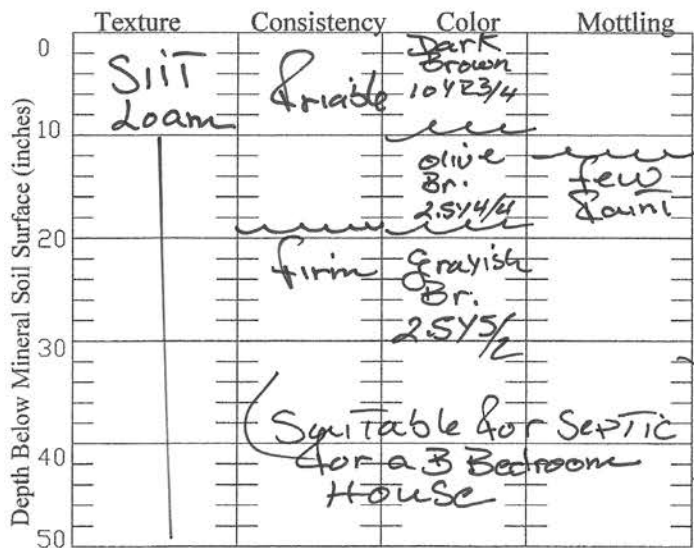 Texture Consistency Color Mottling
Depth Below Mineral Soil Surface (inches)
0
10
20
30
40
50
Silt
Loam
friable
firm
Dark
Brown
10YR3/4
Olive
Br.
2.5Y4/4
grayish
Br.
2.5Y5/2
few
faint
Suitable for Septic
for a 3 Bedroom
House